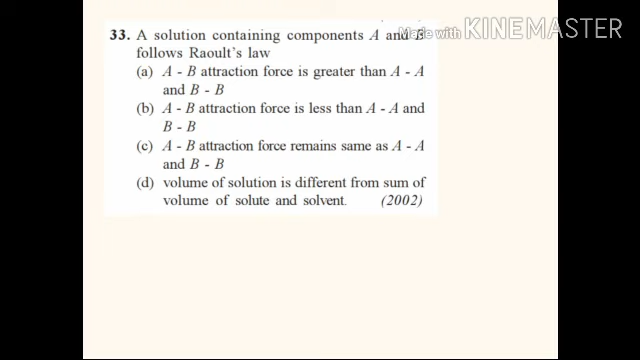 33. A solution containing components A and B
Made with KINEMASTER
follows Raoult's law
(a) A - B attraction force is greater than A - A
and B - B
(b) A - B attraction force is less than A - A and
B - B
(c) A - B attraction force remains same as A - A
and B - B
(d) volume of solution is different from sum of
volume of solute and solvent. (2002)